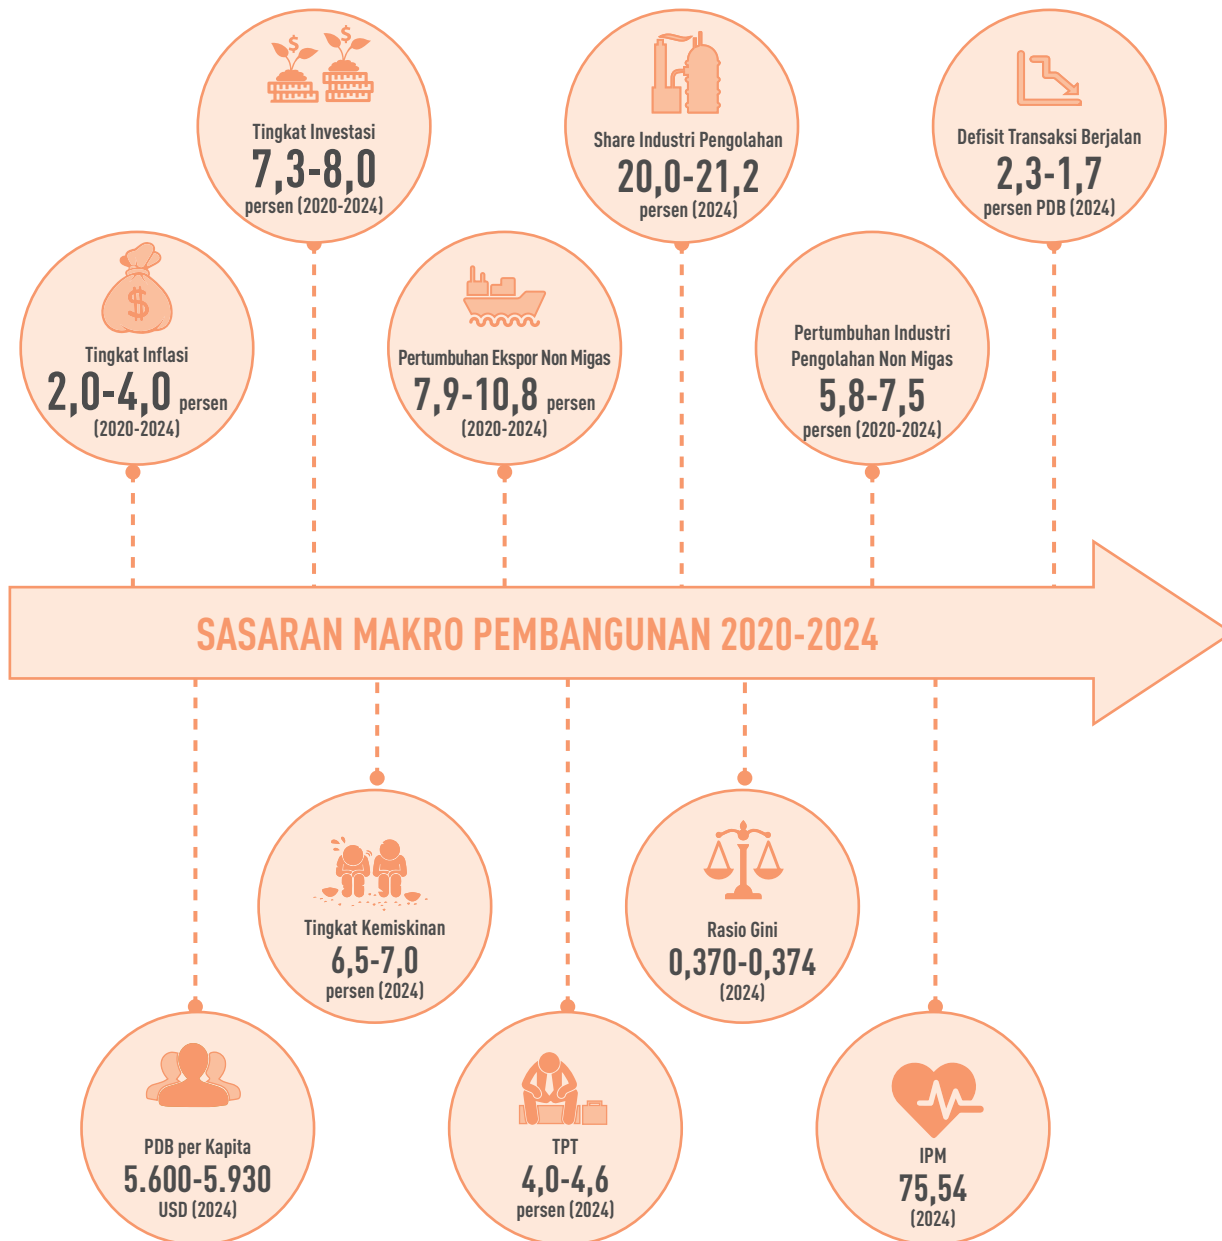 Tingkat Investasi
7,3-8,0
persen (2020-2024)
Share Industri Pengolahan
20,0-21,2
persen (2024)
Defisit Transaksi Berjalan
2,3-1,7
persen PDB (2024)
$
Tingkat Inflasi
2,0-4,0 persen
(2020-2024)
Pertumbuhan Ekspor Non Migas
7,9-10,8 persen
(2020-2024)
Pertumbuhan Industri
Pengolahan Non Migas
5,8-7,5
persen (2020-2024)
SASARAN MAKRO PEMBANGUNAN 2020-2024
Tingkat Kemiskinan
6,5-7,0
persen (2024)
Rasio Gini
0,370-0,374
(2024)
PDB per Kapita
5.600-5.930
USD (2024)
TPT
4,0-4,6
persen (2024)
IPM
75,54
(2024)